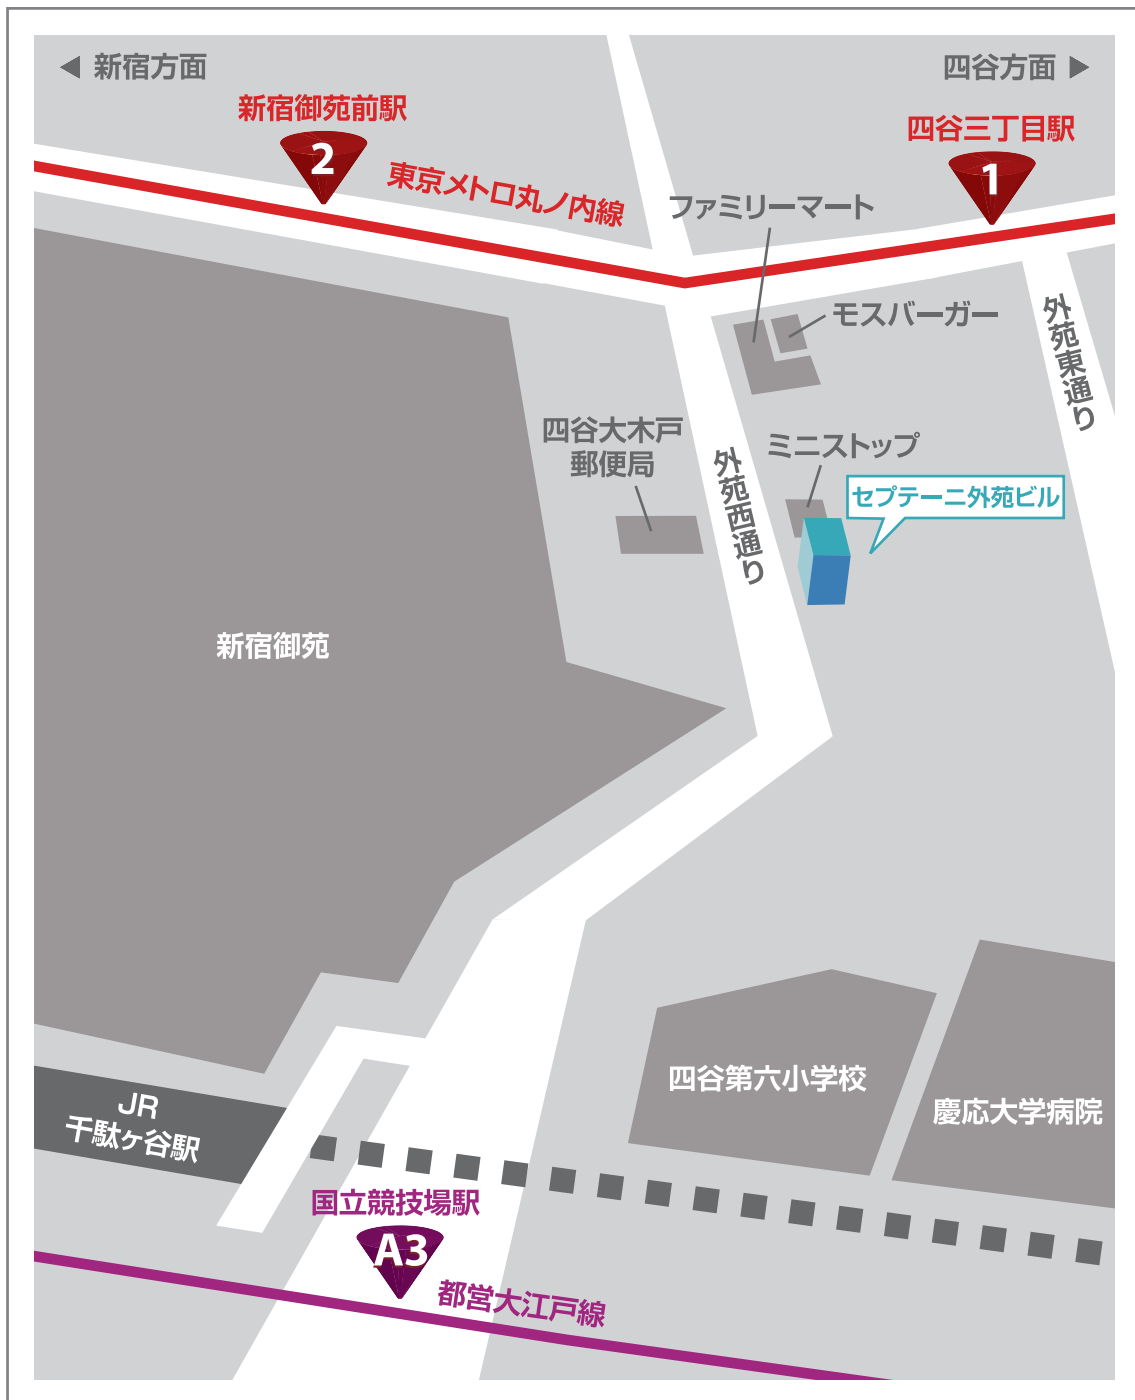 新宿方面
四谷方面
新宿御苑前駅
2
四谷三丁目駅
1
東京メトロ丸ノ内線
ファミリーマート
モスバーガー
外苑東通り
四谷大木戸
郵便局
外苑西通り
ミニストップ
セプテーニ外苑ビル
新宿御苑
四谷第六小学校
慶応大学病院
JR
千駄ヶ谷駅
国立競技場駅
A3
都営大江戸線